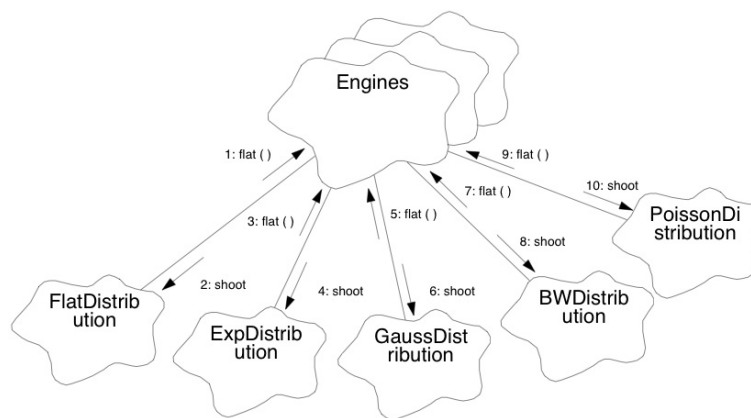 Engines
1: flat ( )
9: flat ( )
10: shoot
7: flat ( )
3: flat ( )
5: flat ( )
PoissonDi
stribution
8: shoot
2: shoot
4: shoot
6: shoot
FlatDistrib
ution
BWDistrib
ution
ExpDistrib
ution
GaussDist
ribution